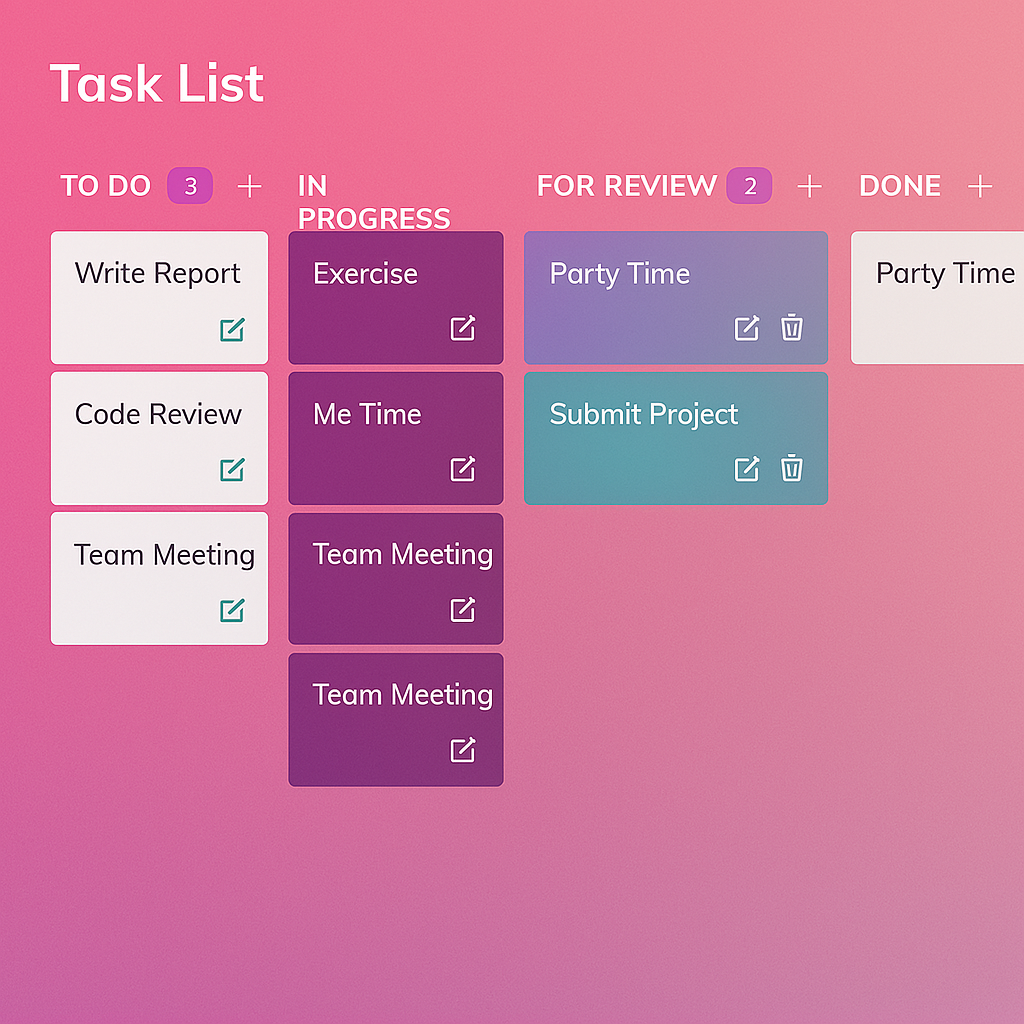 Task List
TO DO 3 +
IN
PROGRESS
FOR REVIEW 2 +
DONE +
Write Report
Code Review
Team Meeting
Exercise
Me Time
Team Meeting
Team Meeting
Party Time
Submit Project
Party Time